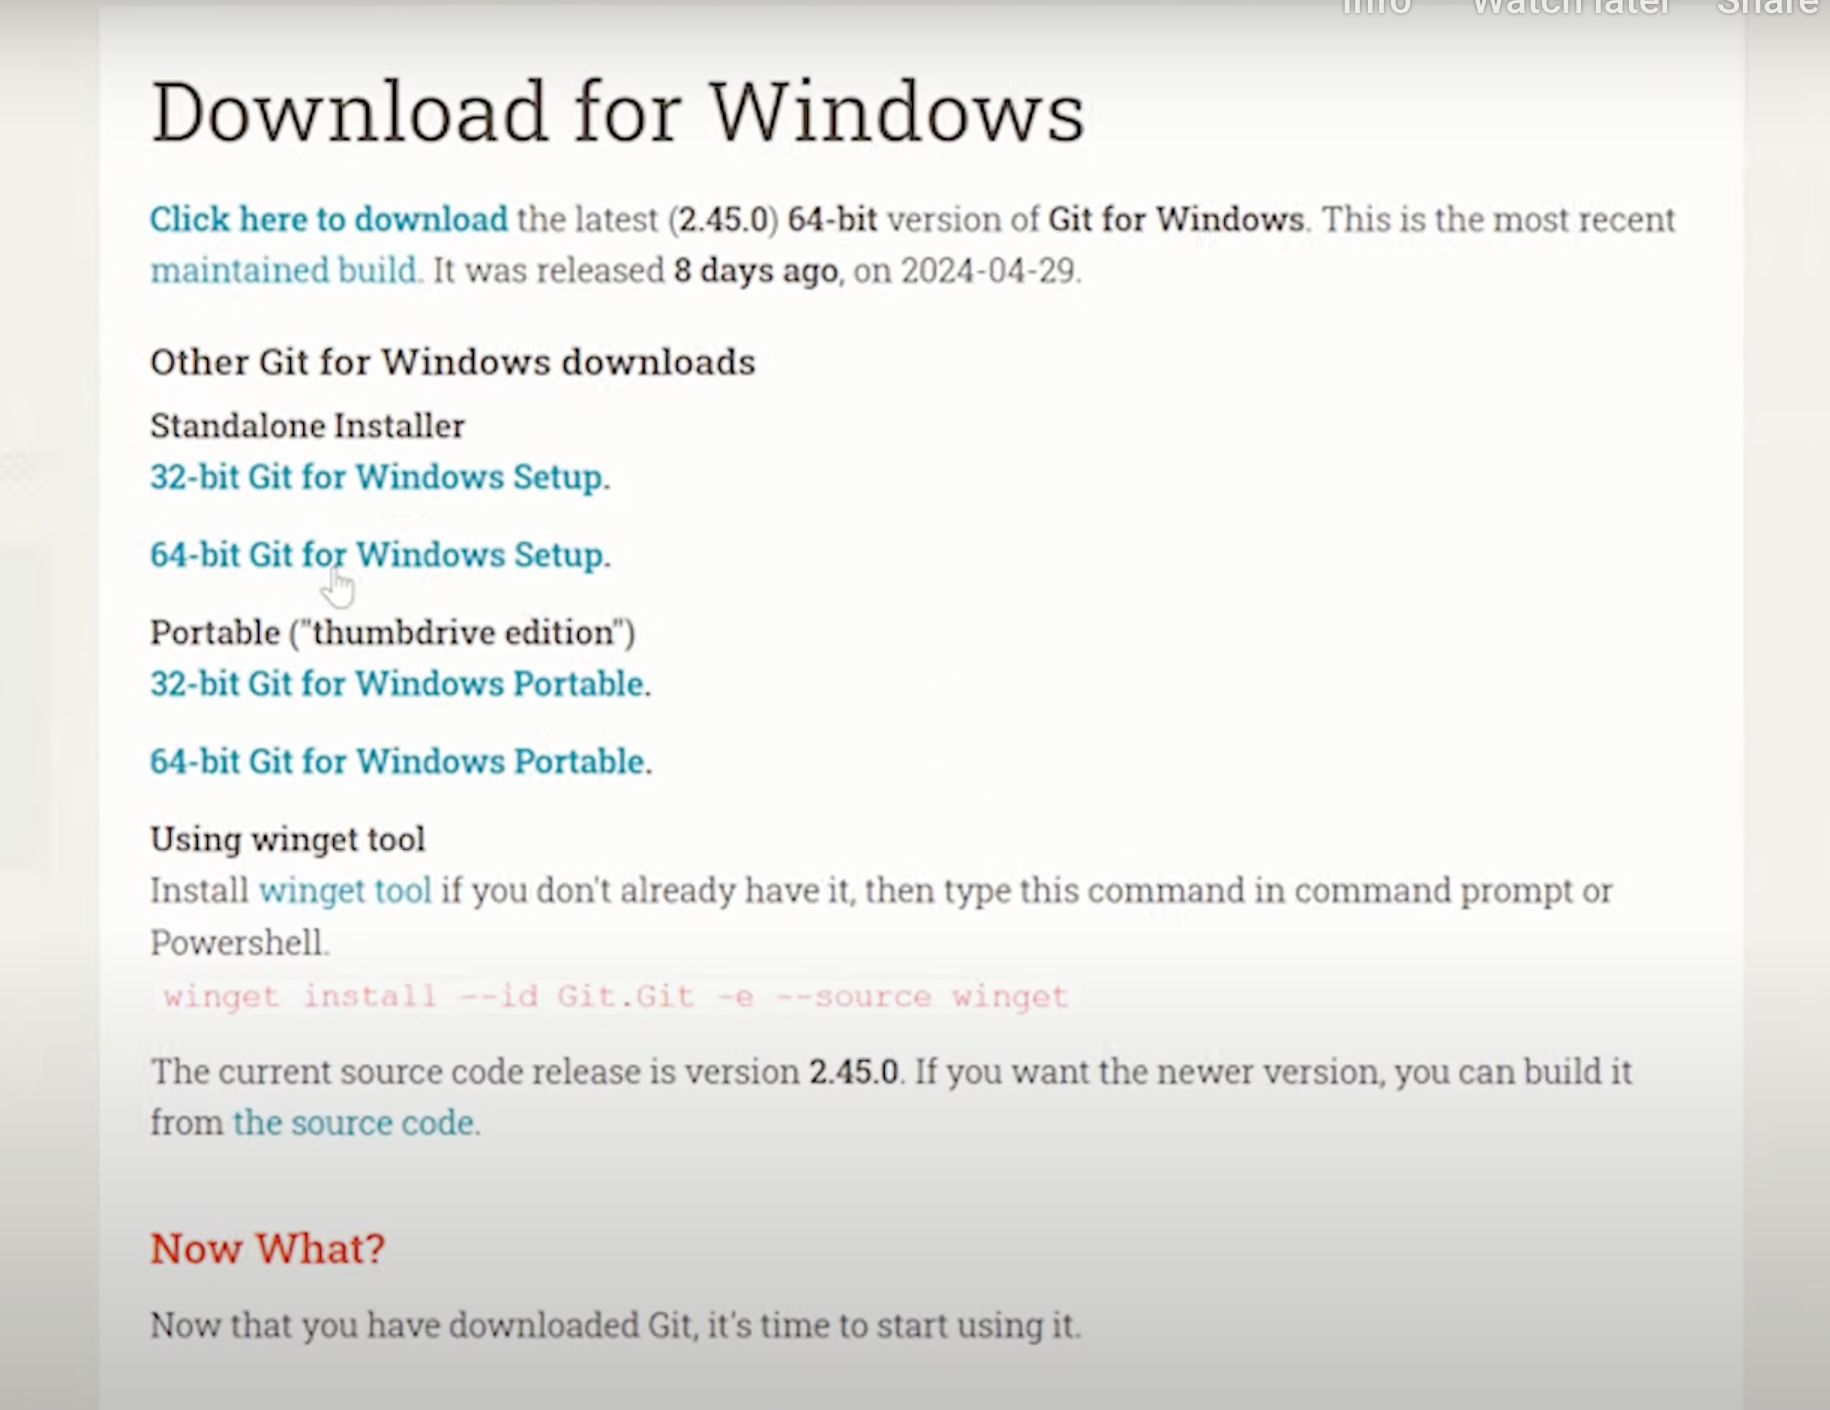 Info Watch later Share
Download for Windows
Click here to download the latest (2.45.0) 64-bit version of Git for Windows. This is the most recent
maintained build. It was released 8 days ago, on 2024-04-29.
Other Git for Windows downloads
Standalone Installer
32-bit Git for Windows Setup.
64-bit Git for Windows Setup.
Portable ("thumbdrive edition")
32-bit Git for Windows Portable.
64-bit Git for Windows Portable.
Using winget tool
Install winget tool if you don't already have it, then type this command in command prompt or
Powershell.
winget install --id Git.Git -e --source winget
The current source code release is version 2.45.0. If you want the newer version, you can build it
from the source code.
Now What?
Now that you have downloaded Git, it's time to start using it.